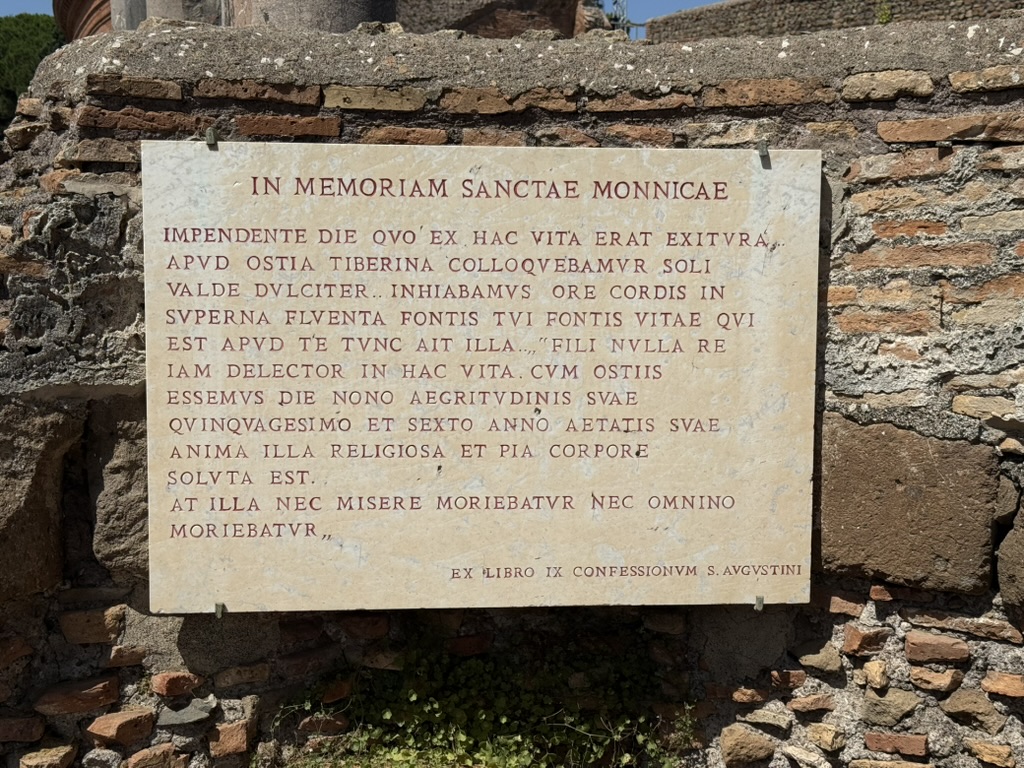 IN MEMORIAM SANCTAE MONNICAE
IMPENDENTE DIE QVO EX HAC VITA ERAT EXITVRA...
APVD OSTIA TIBERINA COLLOQVEBAMVR SOLI
VALDE DVLCITER.. INHIABAMVS ORE CORDIS IN
SVPERNA FLVENTA FONTIS TVI FONTIS VITAE QVI
EST APVD TE TVNC AIT ILLA..„"FILI NVLLA RE
IAM DELECTOR IN HAC VITA. CVM OSTIIS
ESSEMVS DIE NONO AEGRITVDINIS SVAE
QVINQVAGESIMO ET SEXTO ANNO AETATIS SVAE
ANIMA ILLA RELIGIOSA ET PIA CORPORE
SOLVTA EST.
AT ILLA NEC MISERE MORIEBATVR NEC OMNINO
MORIEBATVR„
EX LIBRO IX CONFESSIONVM S. AVGVSTINI